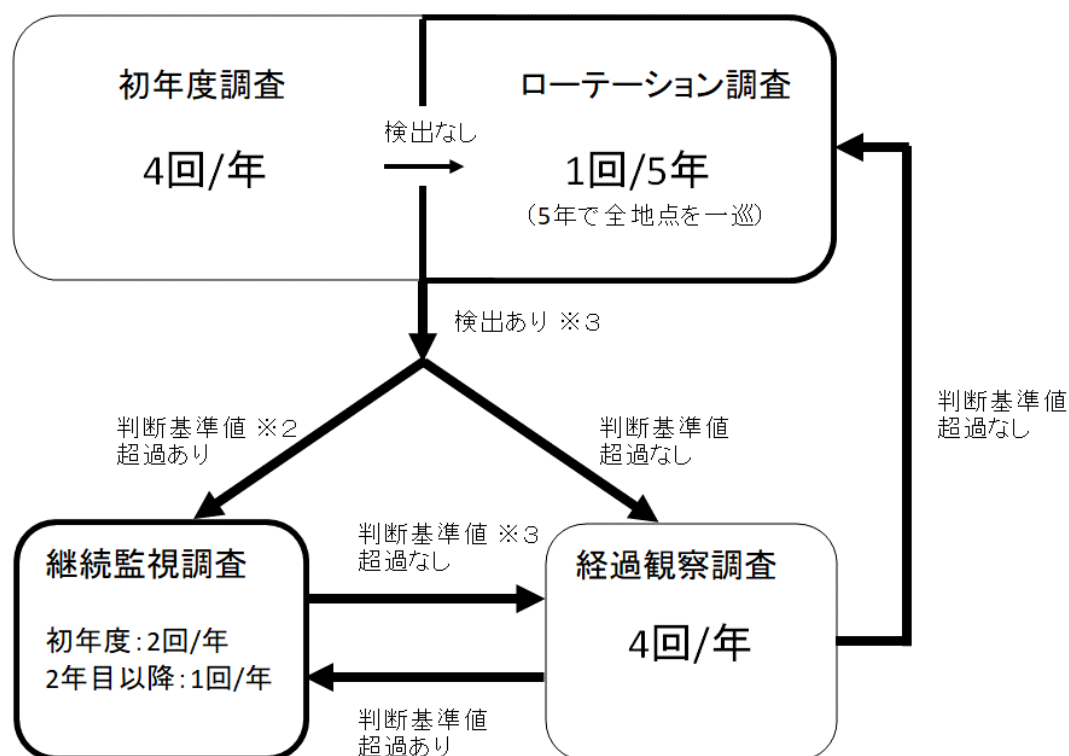 初年度調査
4回/年
検出なし
ローテーション調査
1回/5年
（5年で全地点を一巡）
検出あり ※３
判断基準値 ※２
超過あり
判断基準値
超過なし
判断基準値
超過なし
継続監視調査
初年度：2回/年
2年目以降：1回/年
判断基準値 ※３
超過なし
経過観察調査
4回/年
判断基準値
超過あり